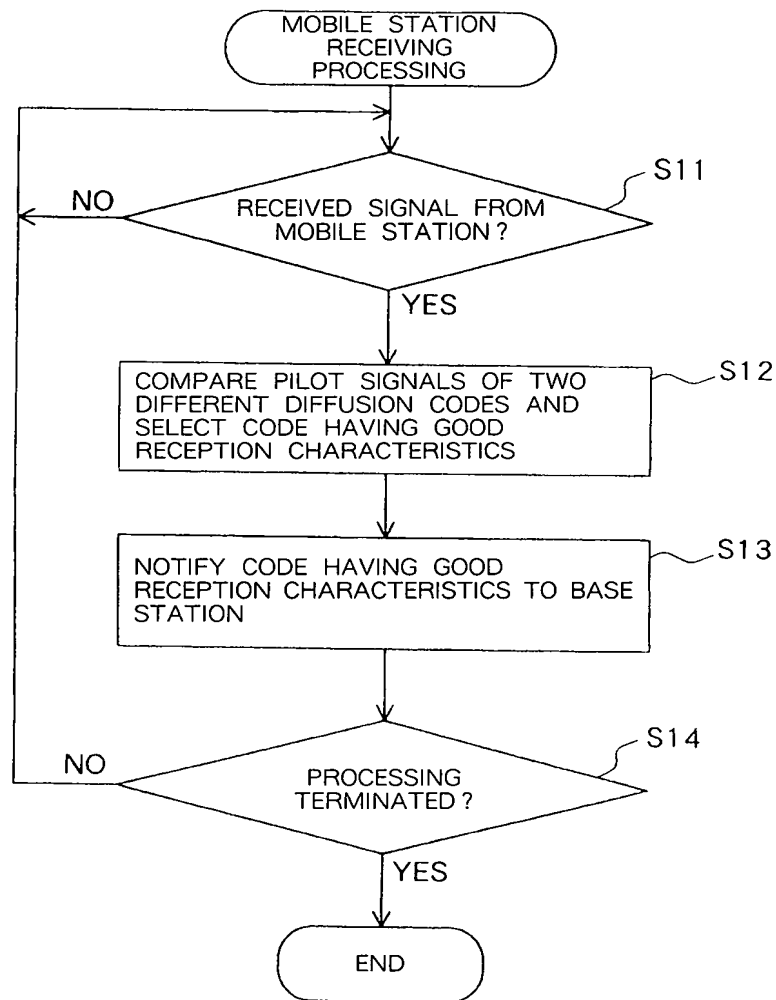 MOBILE STATION
RECEIVING
PROCESSING
S11
NO
RECEIVED SIGNAL FROM
MOBILE STATION?
YES
S12
COMPARE PILOT SIGNALS OF TWO
DIFFERENT DIFFUSION CODES AND
SELECT CODE HAVING GOOD
RECEPTION CHARACTERISTICS
S13
NOTIFY CODE HAVING GOOD
RECEPTION CHARACTERISTICS TO BASE
STATION
S14
NO
PROCESSING
TERMINATED?
YES
END